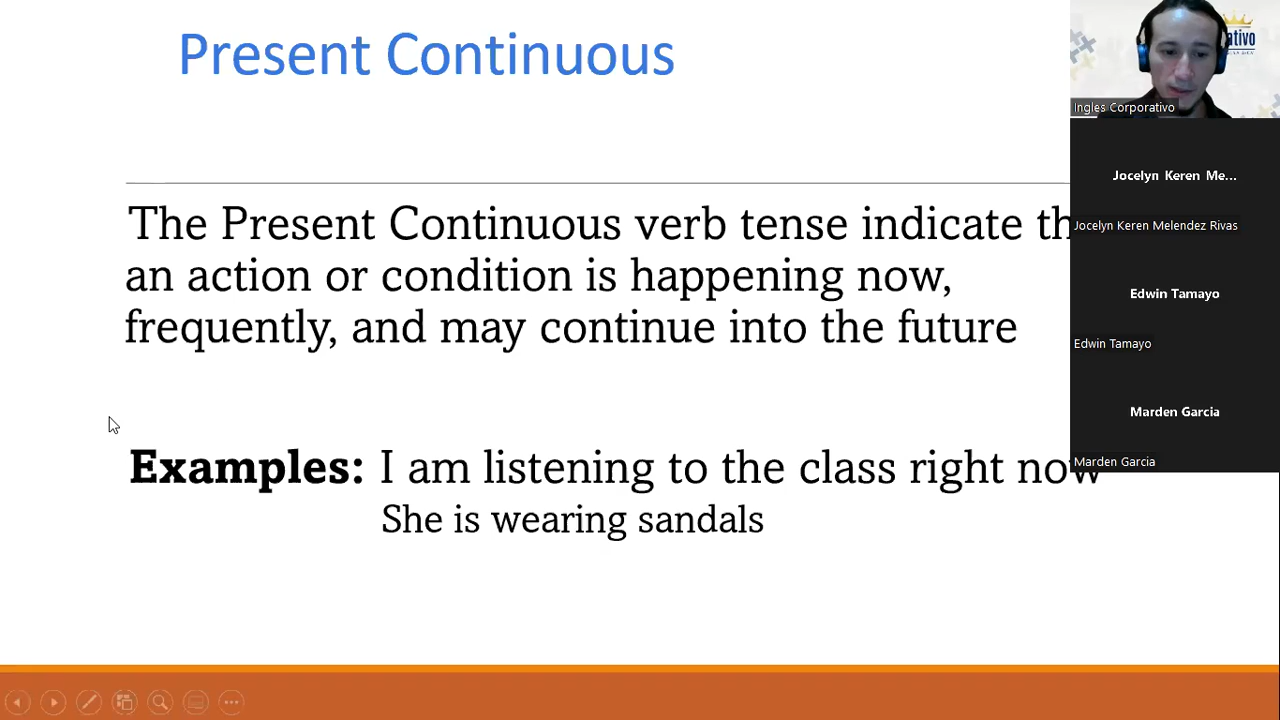 Present Continuous
The Present Continuous verb tense indicate
an action or condition is happening now,
frequently, and may continue into the future
Examples: I am listening to the class right now
She is wearing sandals
ativo
Ingles Corporativo
Jocelyn Keren Me...
Jocelyn Keren Melendez Rivas
Edwin Tamayo
Edwin Tamayo
Marden Garcia
Marden Garcia